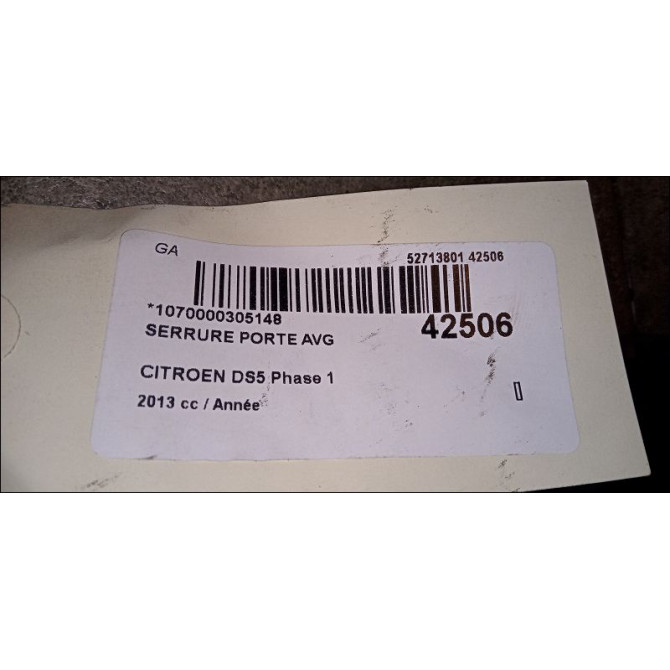 GA
52713801 42506
*1070000305148
42506
SERRURE PORTE AVG
CITROEN DS5 Phase 1
2013 cc / Année